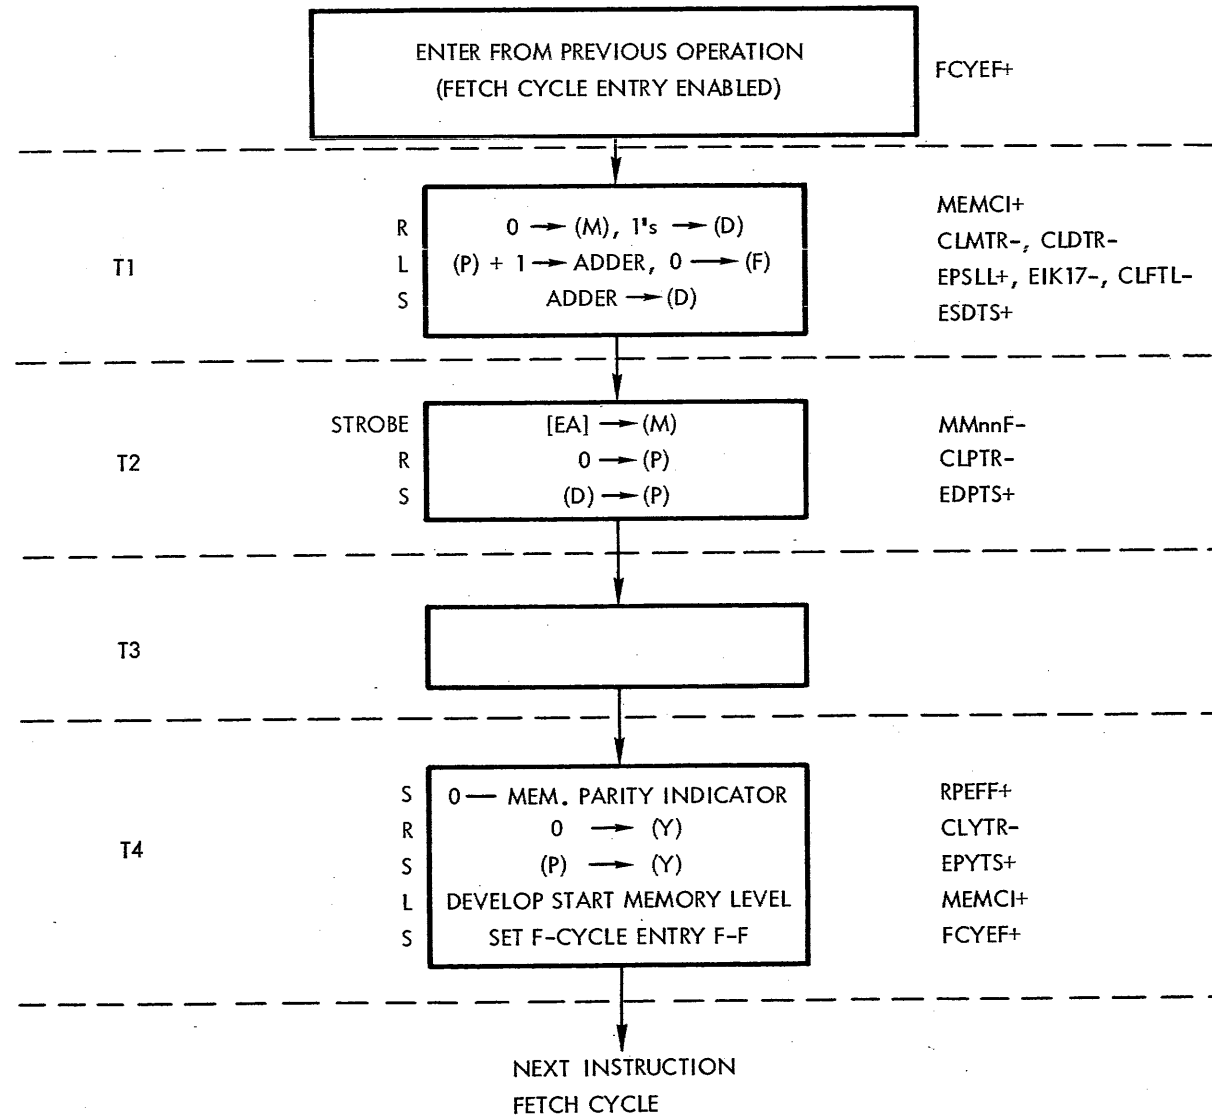 ENTER FROM PREVIOUS OPERATION
(FETCH CYCLE ENTRY ENABLED)
FCYEF+
T1
MEMCI+
R 0 → (M), 1's → (D) CLMTR-, CLDTR-
L (P) + 1 → ADDER, 0 → (F) EPSLL+, EIK17-, CLFTL-
S ADDER → (D) ESDTS+
T2
STROBE [EA] → (M) MMnnF-
R 0 → (P) CLPTR-
S (D) → (P) EDPTS+
T3
T4
S 0 — MEM. PARITY INDICATOR RPEFF+
R 0 → (Y) CLYTR-
S (P) → (Y) EPYTS+
L DEVELOP START MEMORY LEVEL MEMCI+
S SET F-CYCLE ENTRY F-F FCYEF+
NEXT INSTRUCTION
FETCH CYCLE